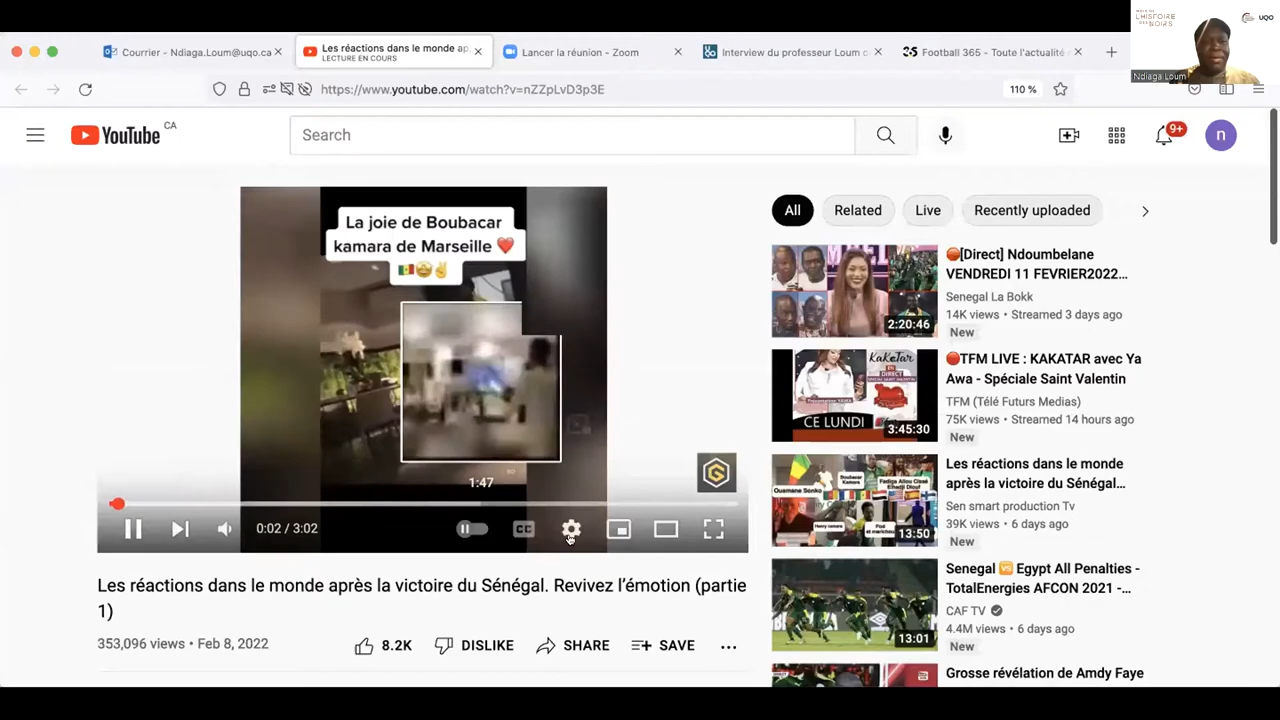 Courrier - Ndiaga.Loum@uqo.ca
Les réactions dans le monde ap
LECTURE EN COURS
Lancer la réunion - Zoom
Interview du professeur Loum c
Football 365 - Toute l'actualité
L'HISTOIRE
DES NOIRS
UQO
Ndiaga Loum
https://www.youtube.com/watch?v=nZZpLvD3p3E
110 %
YouTube CA
Search
9+
n
La joie de Boubacar
kamara de Marseille
1:47
0:02 / 3:02
CC
Les réactions dans le monde après la victoire du Sénégal. Revivez l'émotion (partie
1)
353,096 views • Feb 8, 2022
8.2K
DISLIKE
SHARE
SAVE
All
Related
Live
Recently uploaded
[Direct] Ndoumbelane
VENDREDI 11 FEVRIER2022...
Senegal La Bokk
14K views • Streamed 3 days ago
New
2:20:46
TFM LIVE : KAKATAR avec Ya
Awa - Spéciale Saint Valentin
TFM (Télé Futurs Medias)
75K views • Streamed 14 hours ago
New
KaKaTar
CE LUNDI
3:45:30
Les réactions dans le monde
après la victoire du Sénégal...
Sen smart production Tv
39K views • 6 days ago
New
Ousmane Sonko
13:50
Senegal VS Egypt All Penalties -
TotalEnergies AFCON 2021 -...
CAF TV
4.4M views • 6 days ago
New
13:01
Grosse révélation de Amdy Faye